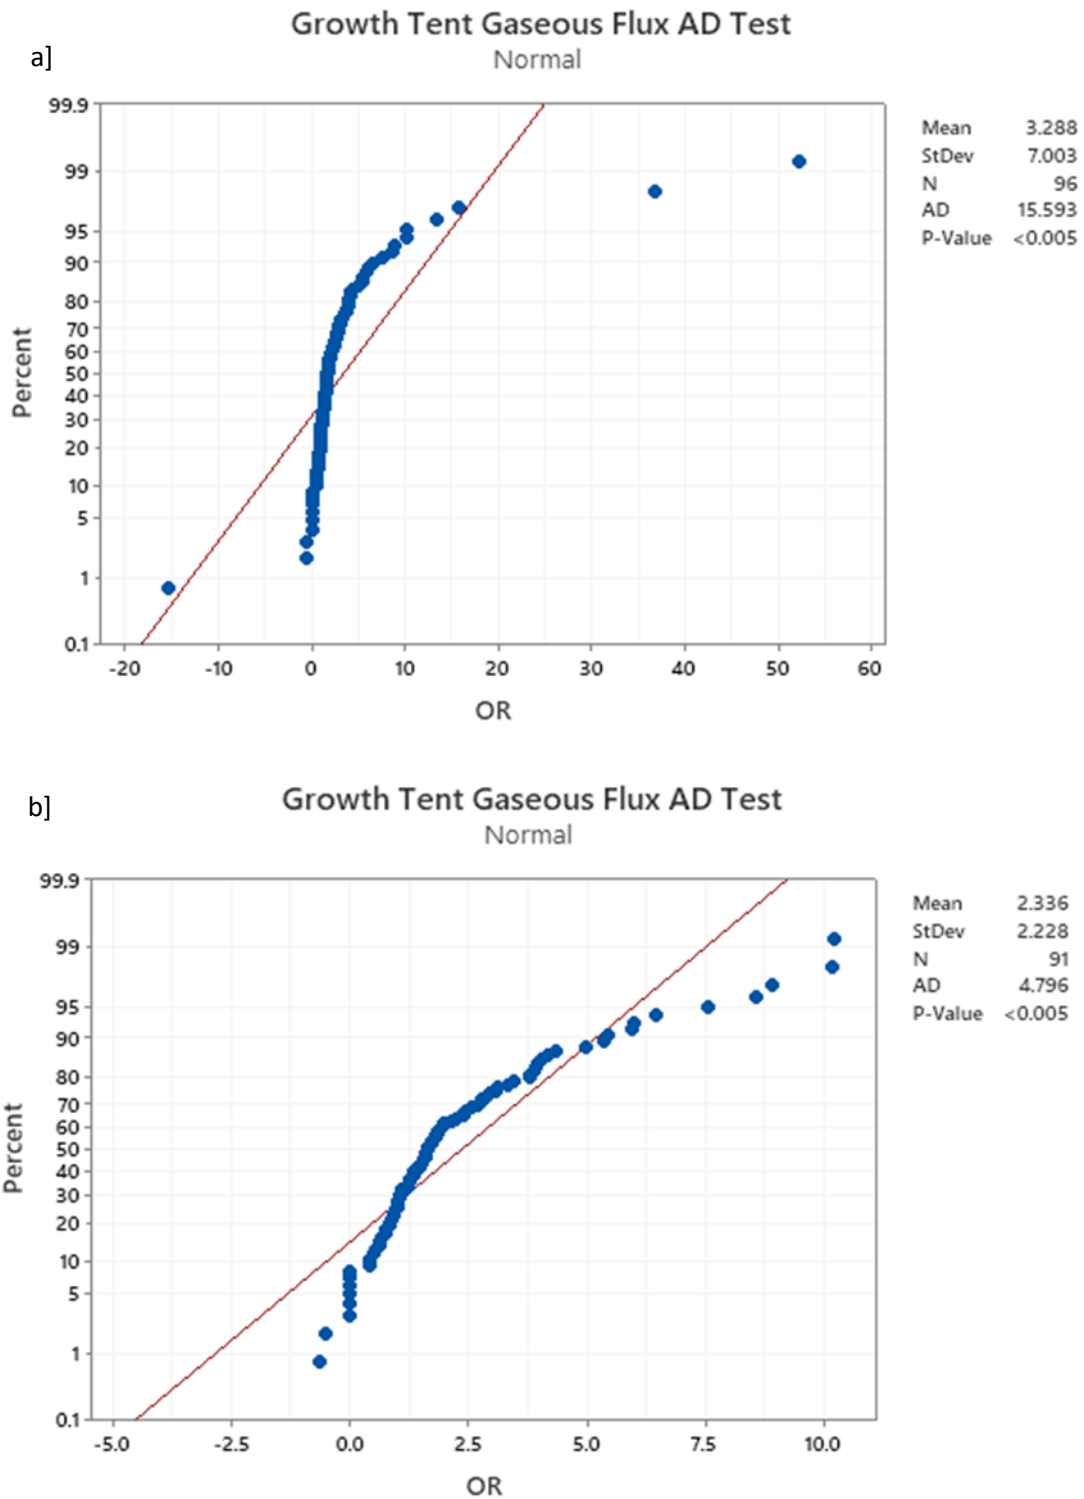 Growth Tent Gaseous Flux AD Test
a]
Normal
99.9
99
95
90
80
70
60
50
40
30
20
10
5
1
0.1
Percent
-20 -10 0 10 20 30 40 50 60
OR
Mean 3.288
StDev 7.003
N 96
AD 15.593
P-Value <0.005
Growth Tent Gaseous Flux AD Test
b]
Normal
99.9
99
95
90
80
70
60
50
40
30
20
10
5
1
0.1
Percent
-5.0 -2.5 0.0 2.5 5.0 7.5 10.0
OR
Mean 2.336
StDev 2.228
N 91
AD 4.796
P-Value <0.005